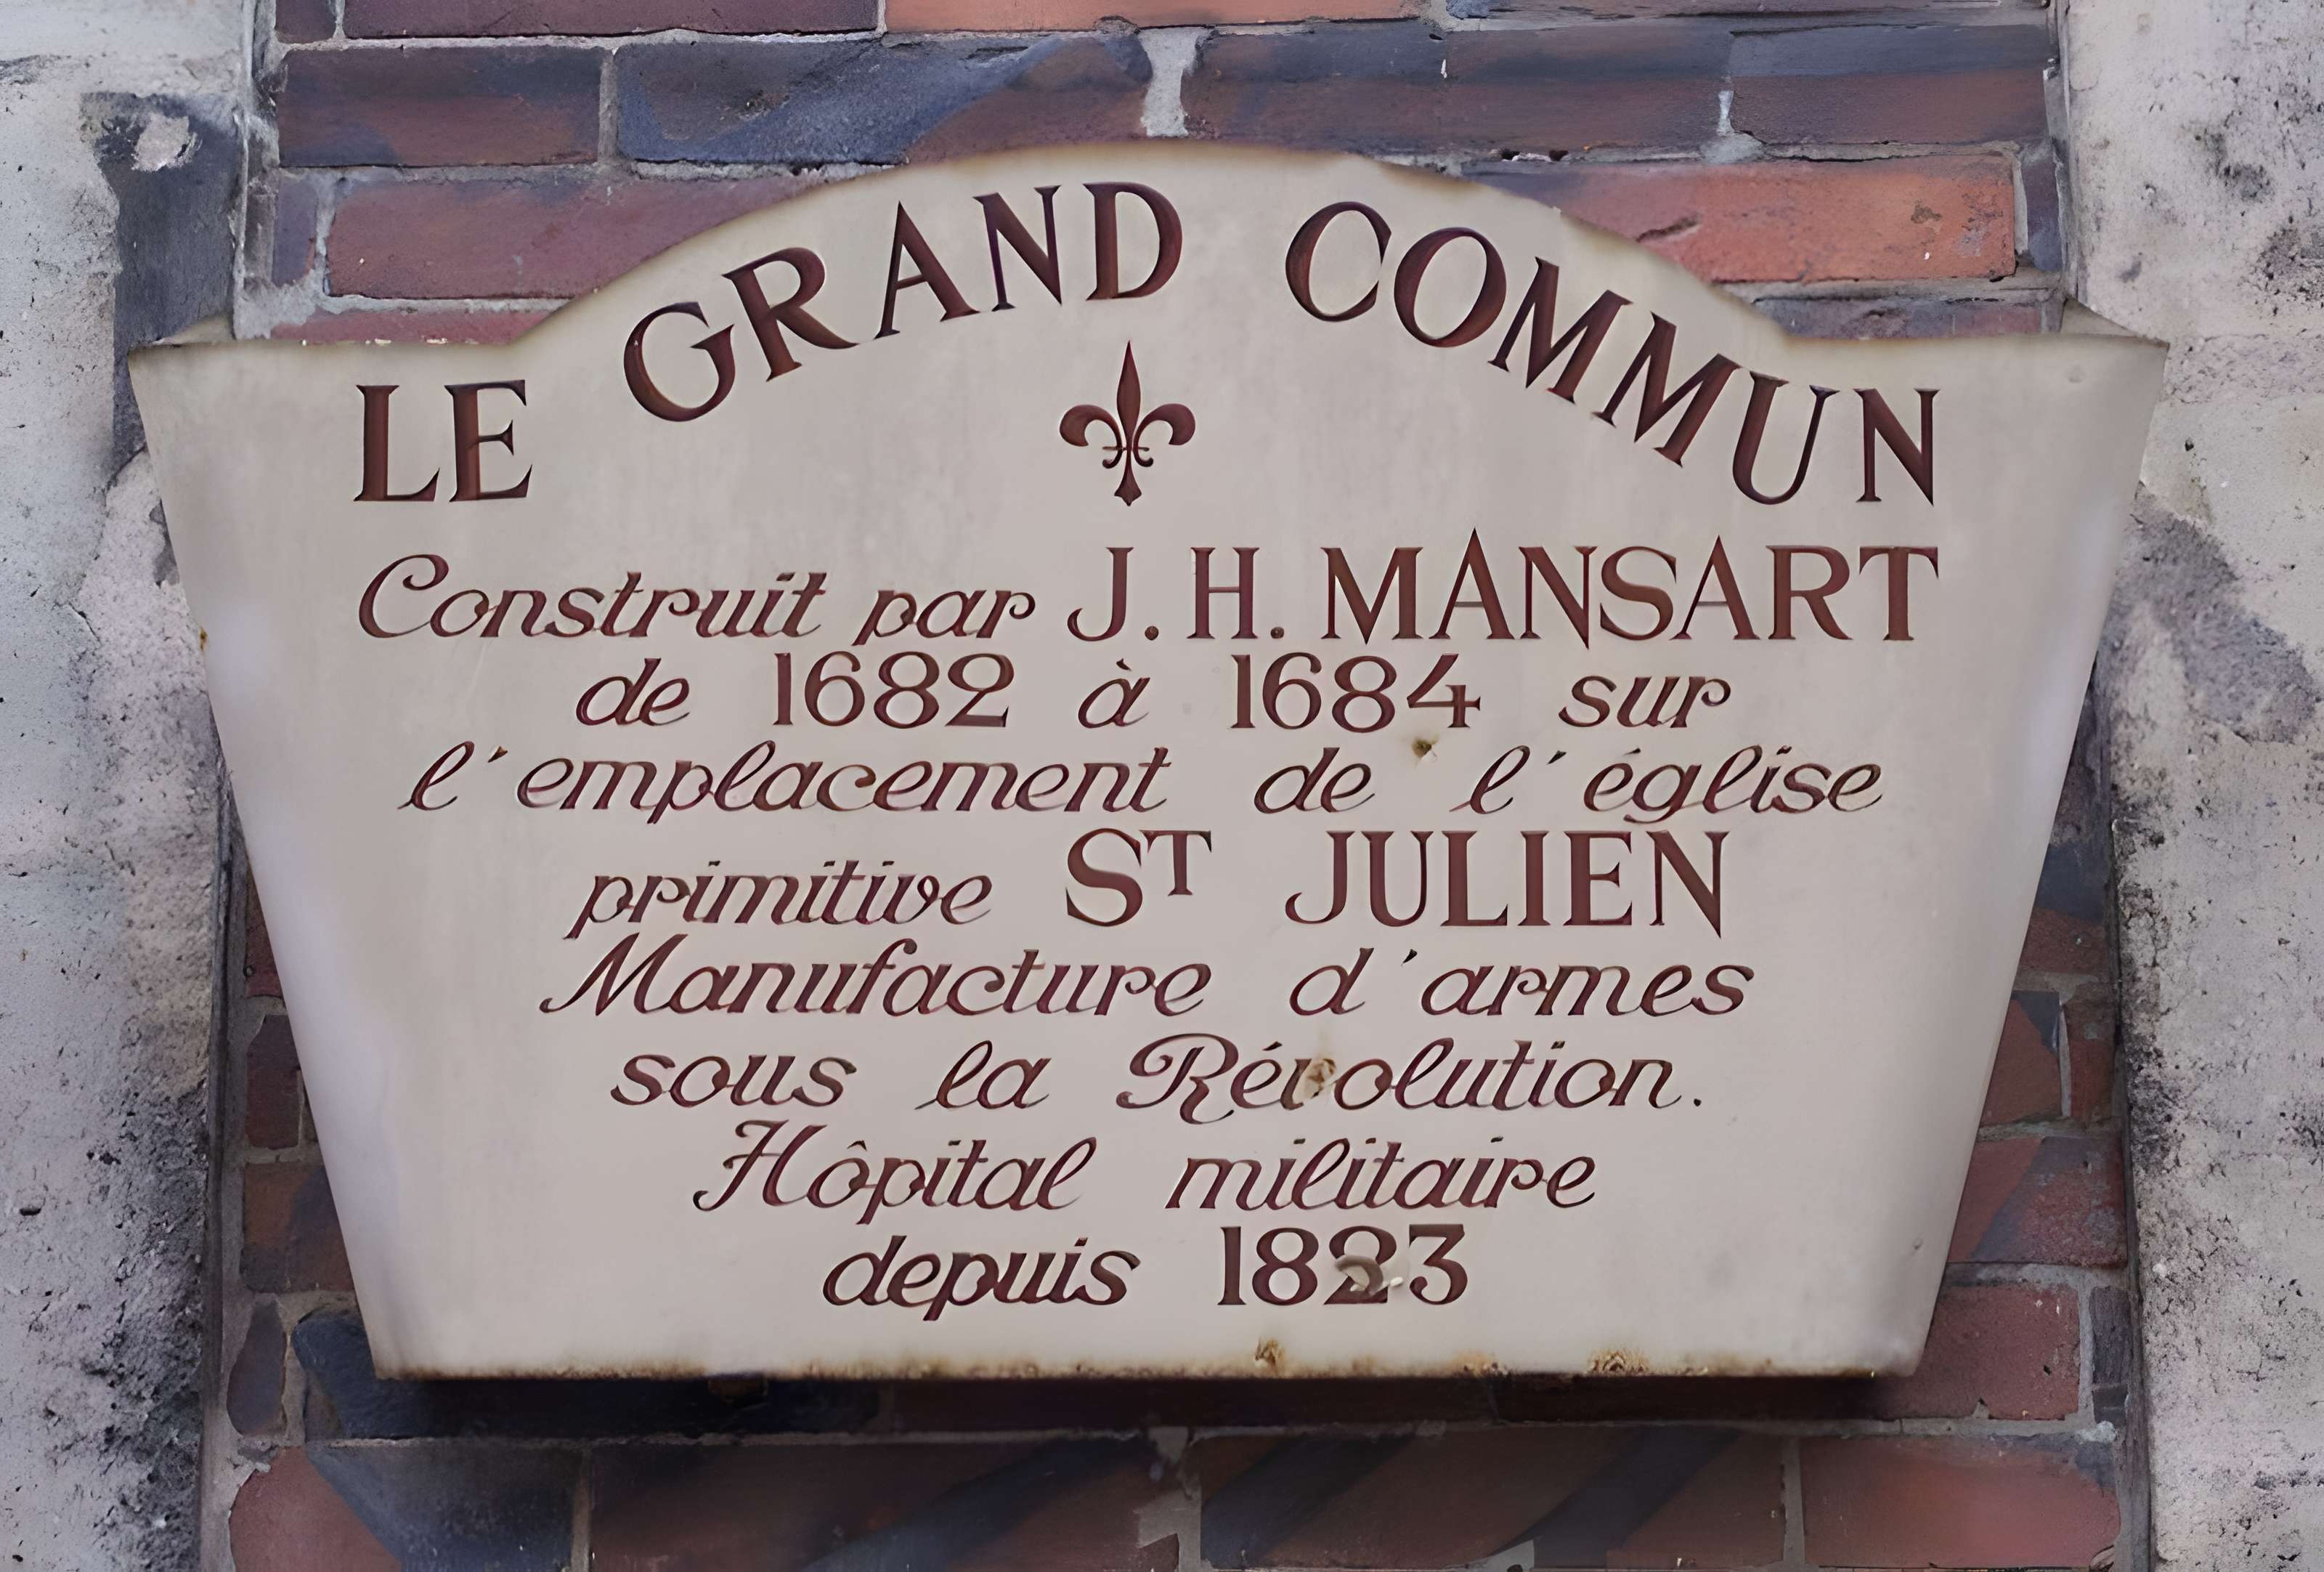 LE GRAND COMMUN
Construit par J. H. MANSART
de 1682 à 1684 sur
l'emplacement de l'église
primitive ST JULIEN
Manufacture d'armes
sous la Révolution.
Hôpital militaire
depuis 1823